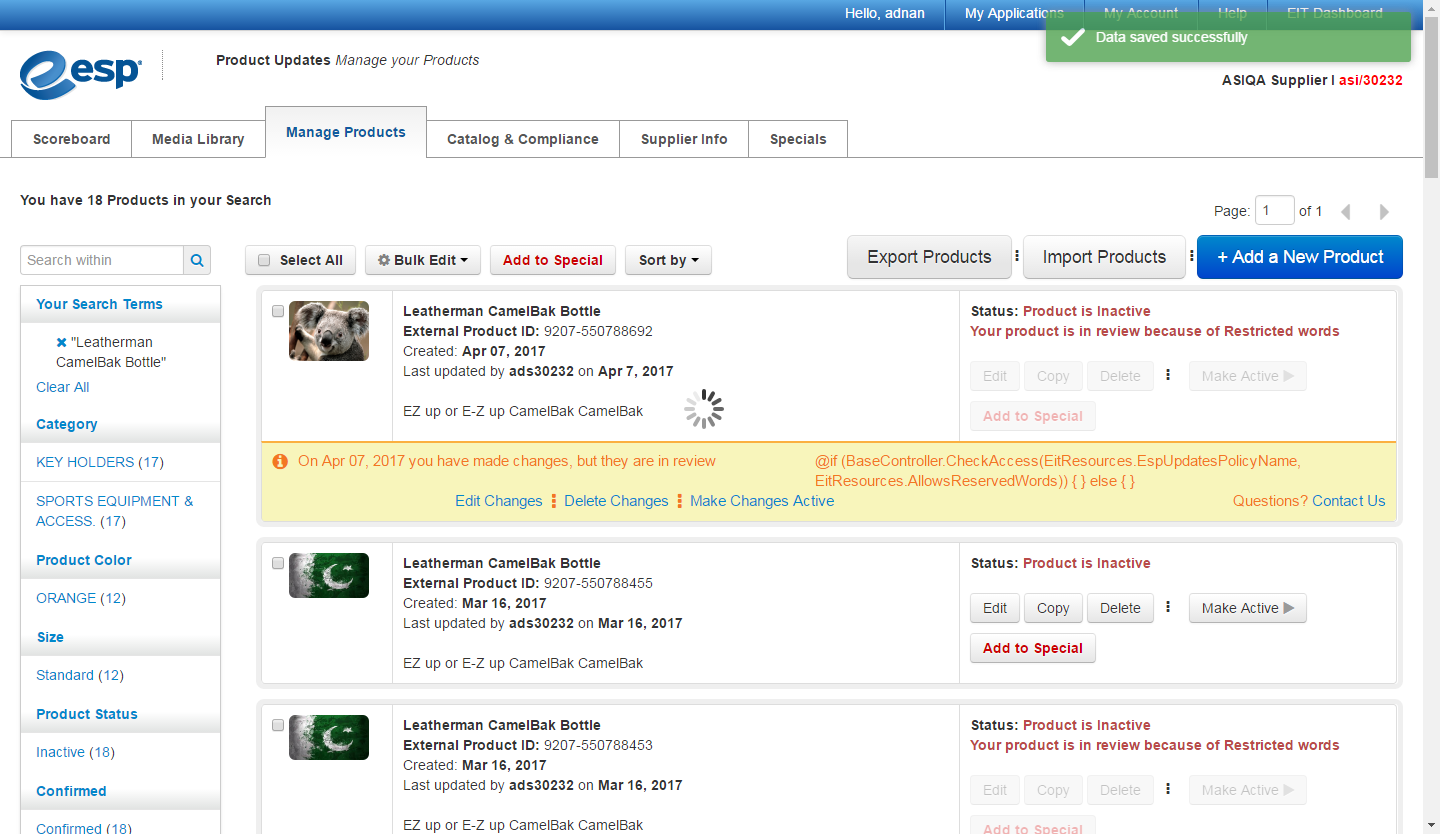 Hello, adnan
My Applications
My Account
Help
EIT Dashboard
Data saved successfully
esp
Product Updates Manage your Products
ASIQA Supplier | asi/30232
Scoreboard
Media Library
Manage Products
Catalog & Compliance
Supplier Info
Specials
You have 18 Products in your Search
Page: 1 of 1
Search within
Select All
Bulk Edit
Add to Special
Sort by
Export Products
Import Products
+ Add a New Product
Your Search Terms
"Leatherman
CamelBak Bottle"
Clear All
Category
KEY HOLDERS (17)
SPORTS EQUIPMENT &
ACCESS. (17)
Product Color
ORANGE (12)
Size
Standard (12)
Product Status
Inactive (18)
Confirmed
Confirmed (18)
Leatherman CamelBak Bottle
External Product ID: 9207-550788692
Created: Apr 07, 2017
Last updated by ads30232 on Apr 7, 2017
EZ up or E-Z up CamelBak CamelBak
Status: Product is Inactive
Your product is in review because of Restricted words
Edit
Copy
Delete
Make Active
Add to Special
On Apr 07, 2017 you have made changes, but they are in review
@if (BaseController.CheckAccess(EitResources.EspUpdatesPolicyName,
EitResources.AllowsReservedWords)) { } else { }
Edit Changes
Delete Changes
Make Changes Active
Questions? Contact Us
Leatherman CamelBak Bottle
External Product ID: 9207-550788455
Created: Mar 16, 2017
Last updated by ads30232 on Mar 16, 2017
EZ up or E-Z up CamelBak CamelBak
Status: Product is Inactive
Edit
Copy
Delete
Make Active
Add to Special
Leatherman CamelBak Bottle
External Product ID: 9207-550788453
Created: Mar 16, 2017
Last updated by ads30232 on Mar 16, 2017
EZ up or E-Z up CamelBak CamelBak
Status: Product is Inactive
Your product is in review because of Restricted words
Edit
Copy
Delete
Make Active
Add to Special